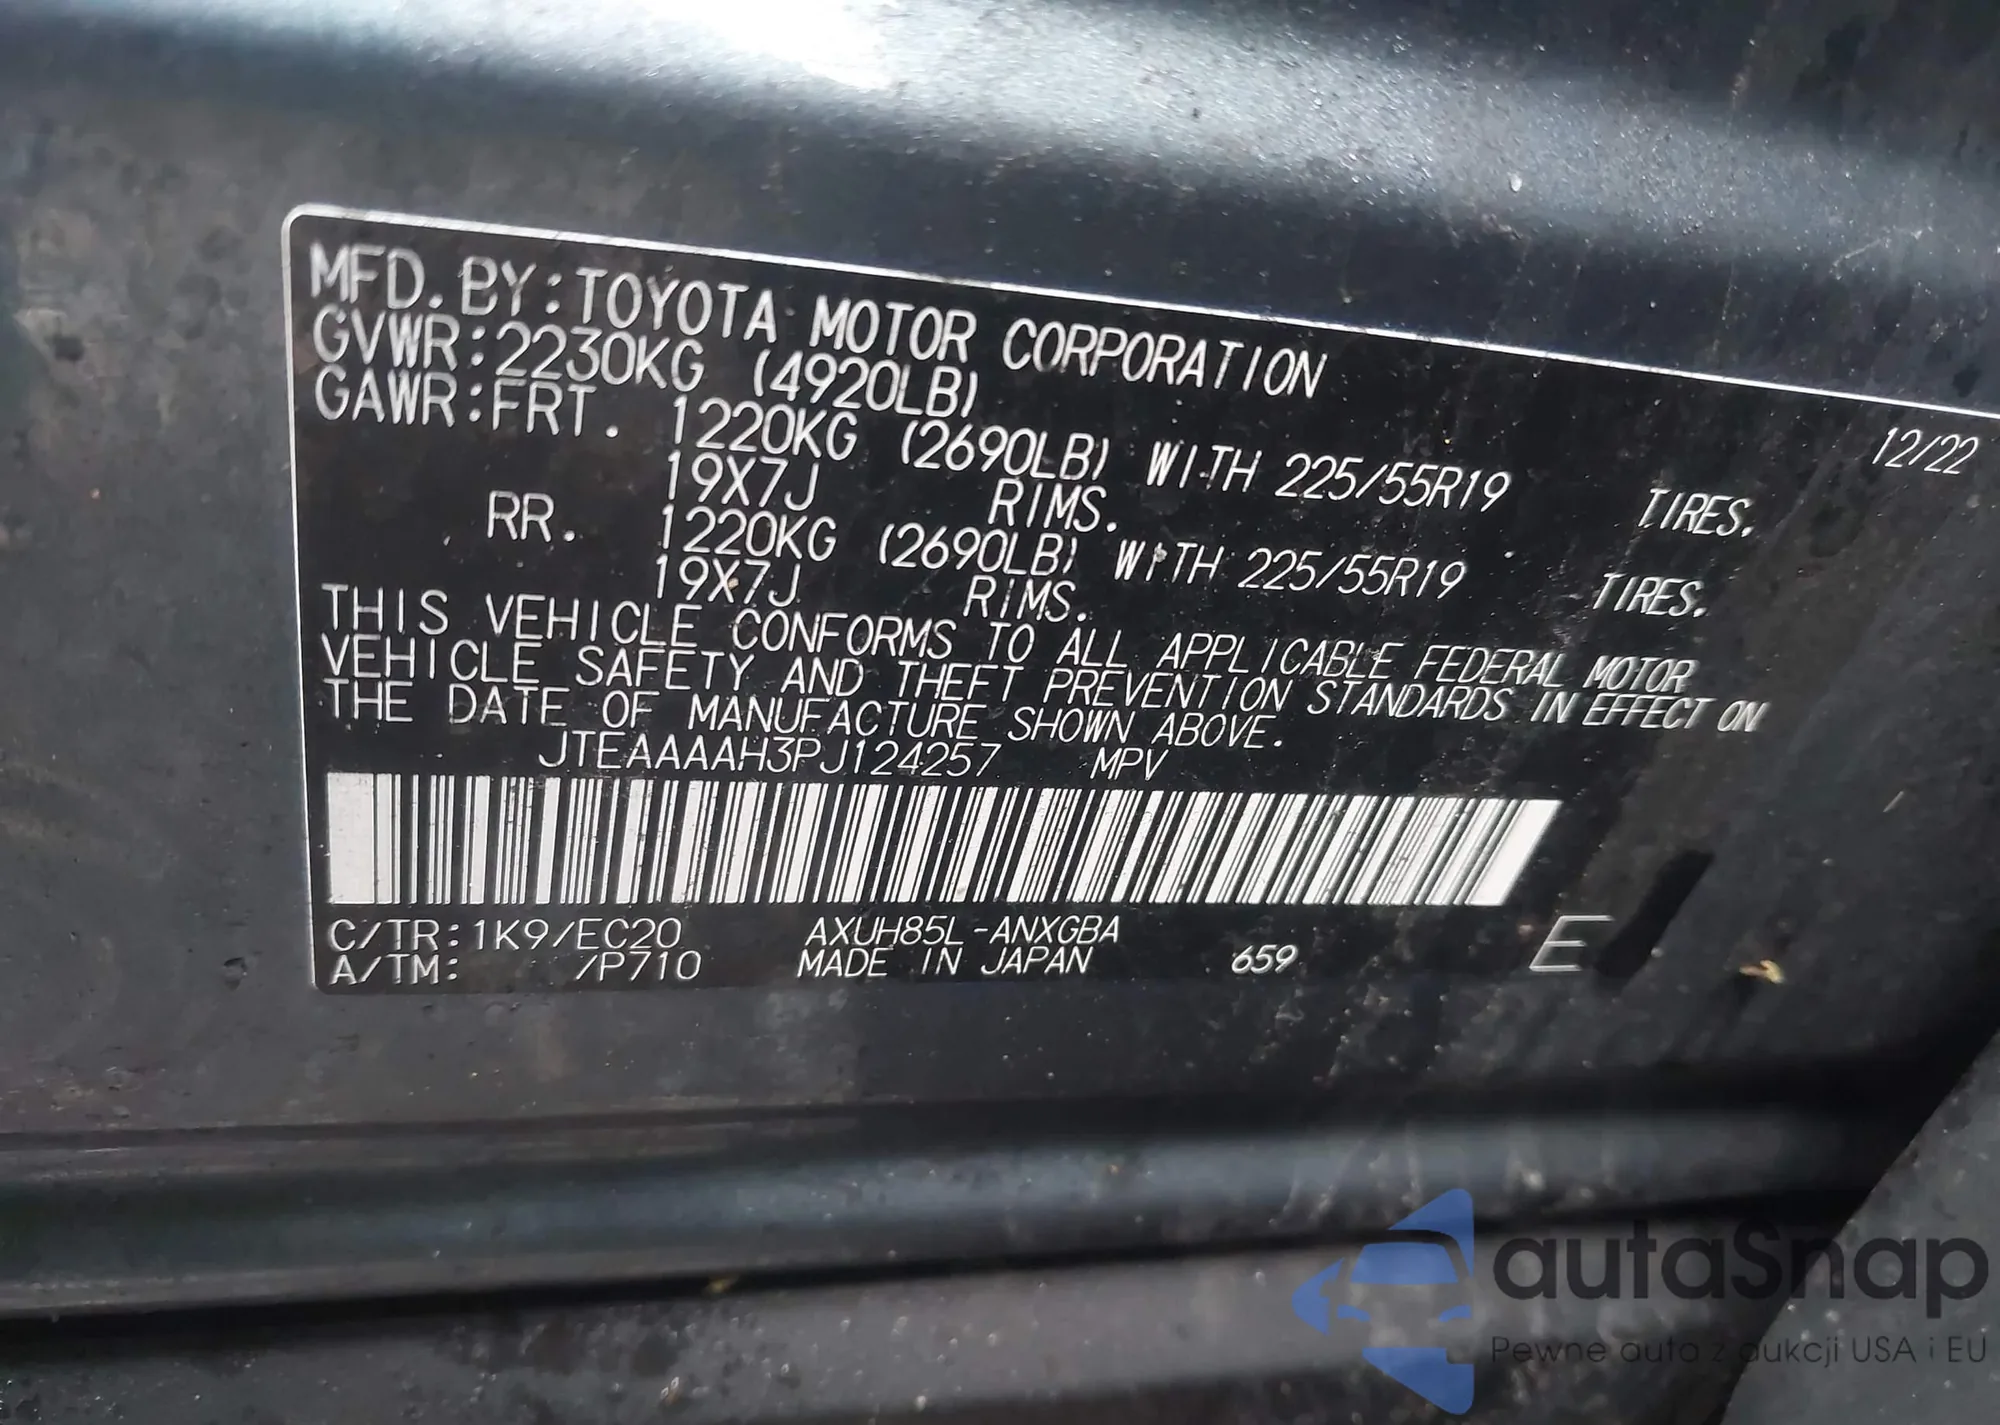 MFD. BY:TOYOTA MOTOR CORPORATION 12/22
GVWR:2230KG (4920LB)
GAWR:FRT. 1220KG (2690LB) WITH 225/55R19 TIRES.
19X7J RIMS.
RR. 1220KG (2690LB) WITH 225/55R19 TIRES.
19X7J RIMS.
THIS VEHICLE CONFORMS TO ALL APPLICABLE FEDERAL MOTOR
VEHICLE SAFETY AND THEFT PREVENTION STANDARDS IN EFFECT ON
THE DATE OF MANUFACTURE SHOWN ABOVE.
JTEAAAAH3PJ124257 MPV
C/TR:1K9/EC20 AXUH85L-ANXGBA
A/TM: /P710 MADE IN JAPAN 659 E
autaSnap
Pewne auta z aukcji USA i EU